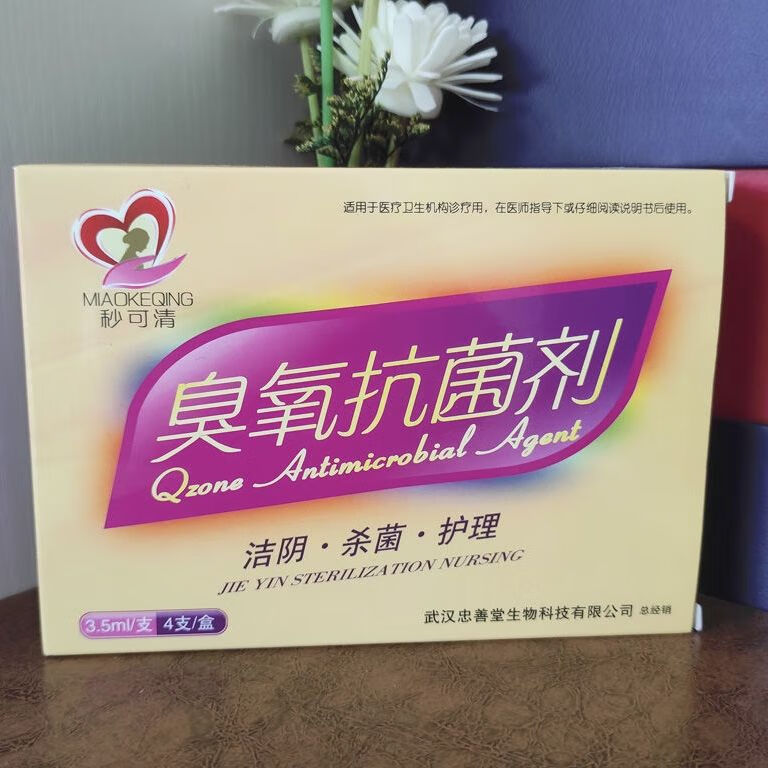 适用于医疗卫生机构诊疗用，在医师指导下或仔细阅读说明书后使用。
MIAOKEQING
秒可清
臭氧抗菌剂
Qzone Antimicrobial Agent
洁阴·杀菌·护理
JIE YIN STERILIZATION NURSING
3.5ml/支 4支/盒
武汉忠善堂生物科技有限公司 总经销